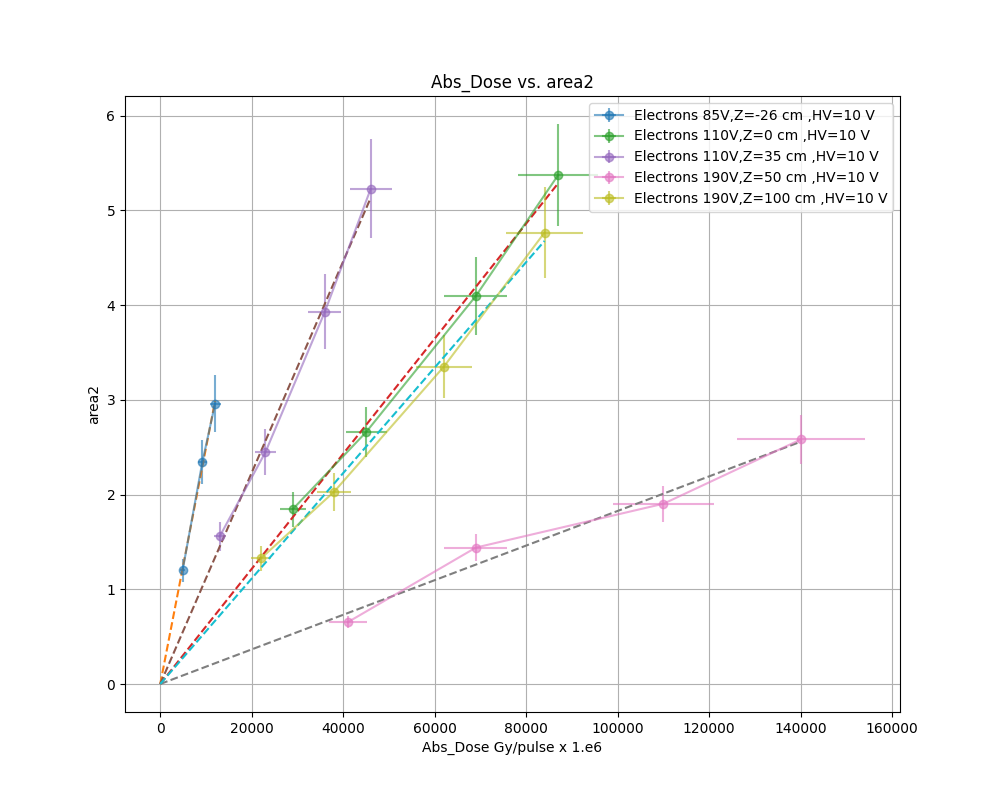 Abs_Dose vs. area2
Electrons 85V,Z=-26 cm ,HV=10 V
Electrons 110V,Z=0 cm ,HV=10 V
Electrons 110V,Z=35 cm ,HV=10 V
Electrons 190V,Z=50 cm ,HV=10 V
Electrons 190V,Z=100 cm ,HV=10 V
area2
6
5
4
3
2
1
0
0 20000 40000 60000 80000 100000 120000 140000 160000
Abs_Dose Gy/pulse x 1.e6